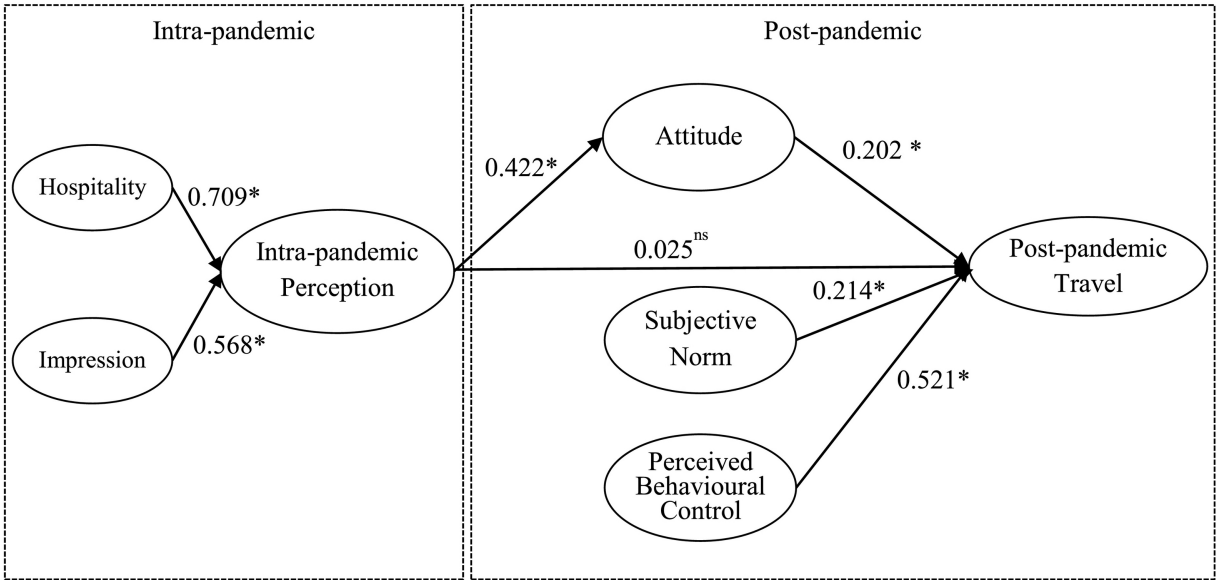 Intra-pandemic
Post-pandemic
Hospitality
0.709*
Impression
0.568*
Intra-pandemic
Perception
0.422*
Attitude
0.202 *
0.025ns
Subjective
Norm
0.214*
Perceived
Behavioural
Control
0.521*
Post-pandemic
Travel